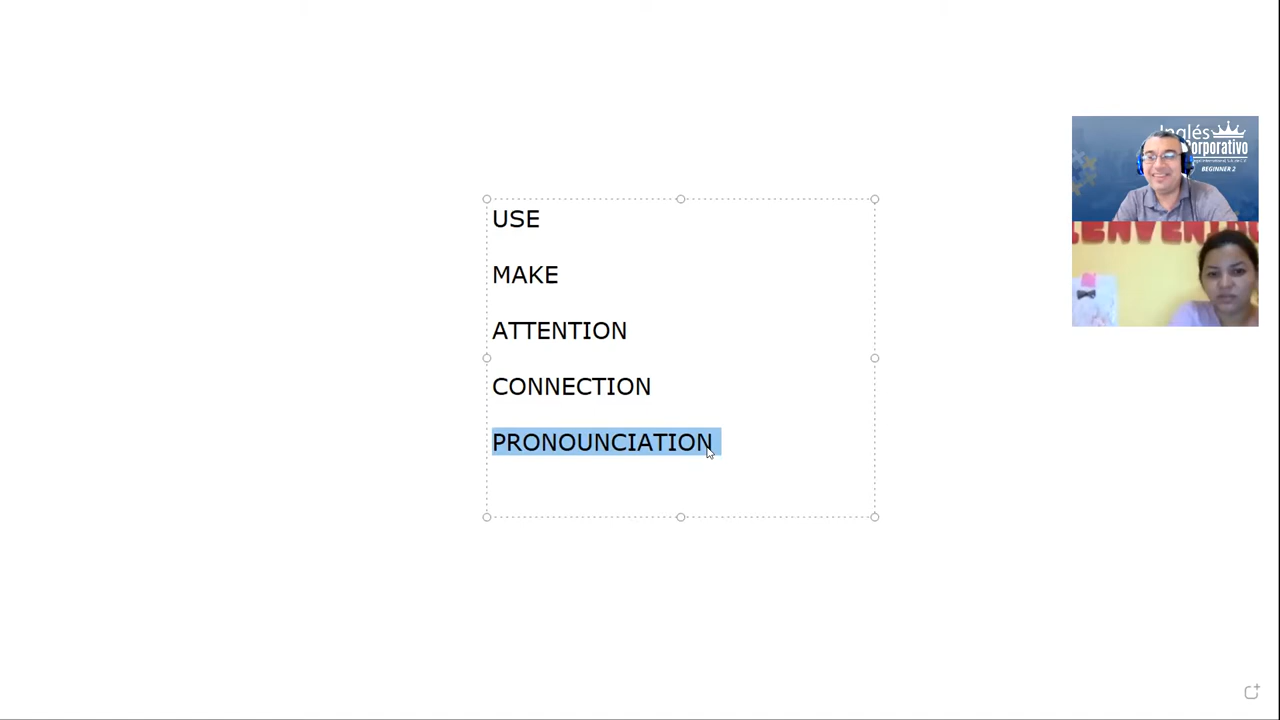 USE
MAKE
ATTENTION
CONNECTION
PRONOUNCIATION
Inglés
Corporativo
BEGINNER 2